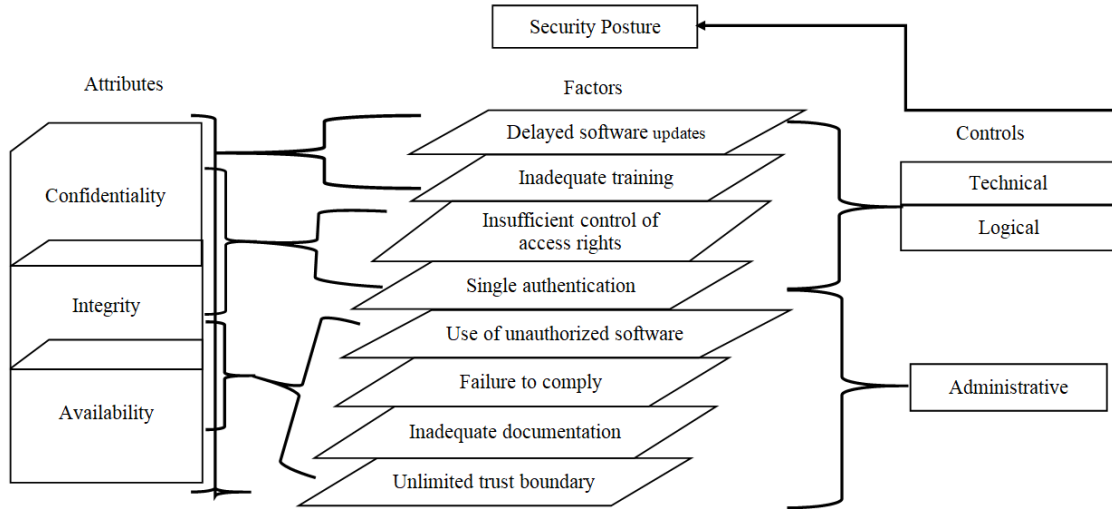 Security Posture
Attributes
Factors
Controls
Delayed software updates
Inadequate training
Insufficient control of
access rights
Single authentication
Use of unauthorized software
Failure to comply
Inadequate documentation
Unlimited trust boundary
Confidentiality
Integrity
Availability
Technical
Logical
Administrative